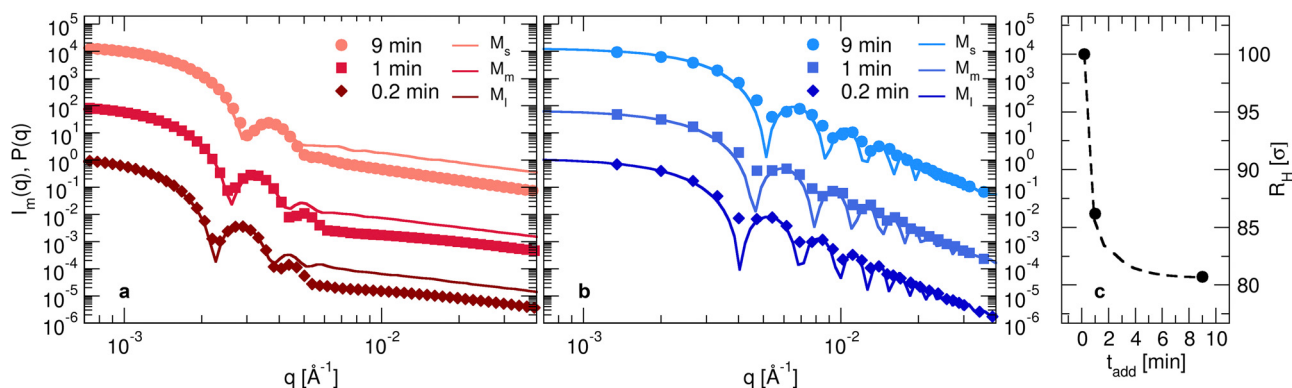 10^5
10^4
10^3
10^2
10^1
10^0
10^-1
10^-2
10^-3
10^-4
10^-5
10^-6
I_m(q), P(q)
9 min
1 min
0.2 min
M_s
M_m
M_l
a
10^-3
10^-2
q [Å^-1]
9 min
1 min
0.2 min
M_s
M_m
M_l
b
10^-3
10^-2
q [Å^-1]
10^5
10^4
10^3
10^2
10^1
10^0
10^-1
10^-2
10^-3
10^-4
10^-5
10^-6
c
0 2 4 6 8 10
t_add [min]
100
95
90
85
80
R_H [σ]